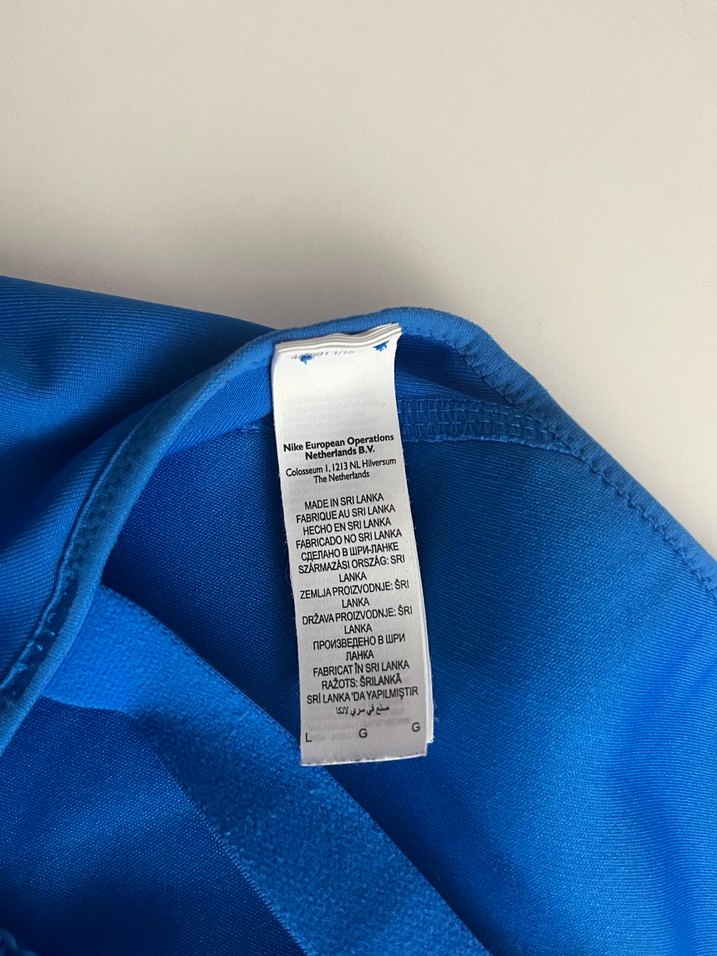 Nike European Operations
Netherlands B.V.
Colosseum 1, 1213 NL Hilversum
The Netherlands
MADE IN SRI LANKA
FABRIQUE AU SRI LANKA
HECHO EN SRI LANKA
FABRICADO NO SRI LANKA
СДЕЛАНО В ШРИ-ЛАНКЕ
SZÁRMAZÁSI ORSZÁG: SRI
LANKA
ZEMLJA PROIZVODNJE: ŠRI
LANKA
DRŽAVA PROIZVODNJE: ŠRI
LANKA
ПРОИЗВЕДЕНО В ШРИ
ЛАНКА
FABRICAT ÎN SRI LANKA
RAŽOTS: ŠRILANKĀ
SRİ LANKA'DA YAPILMIŞTIR
صنع في سري لانكا
L G G